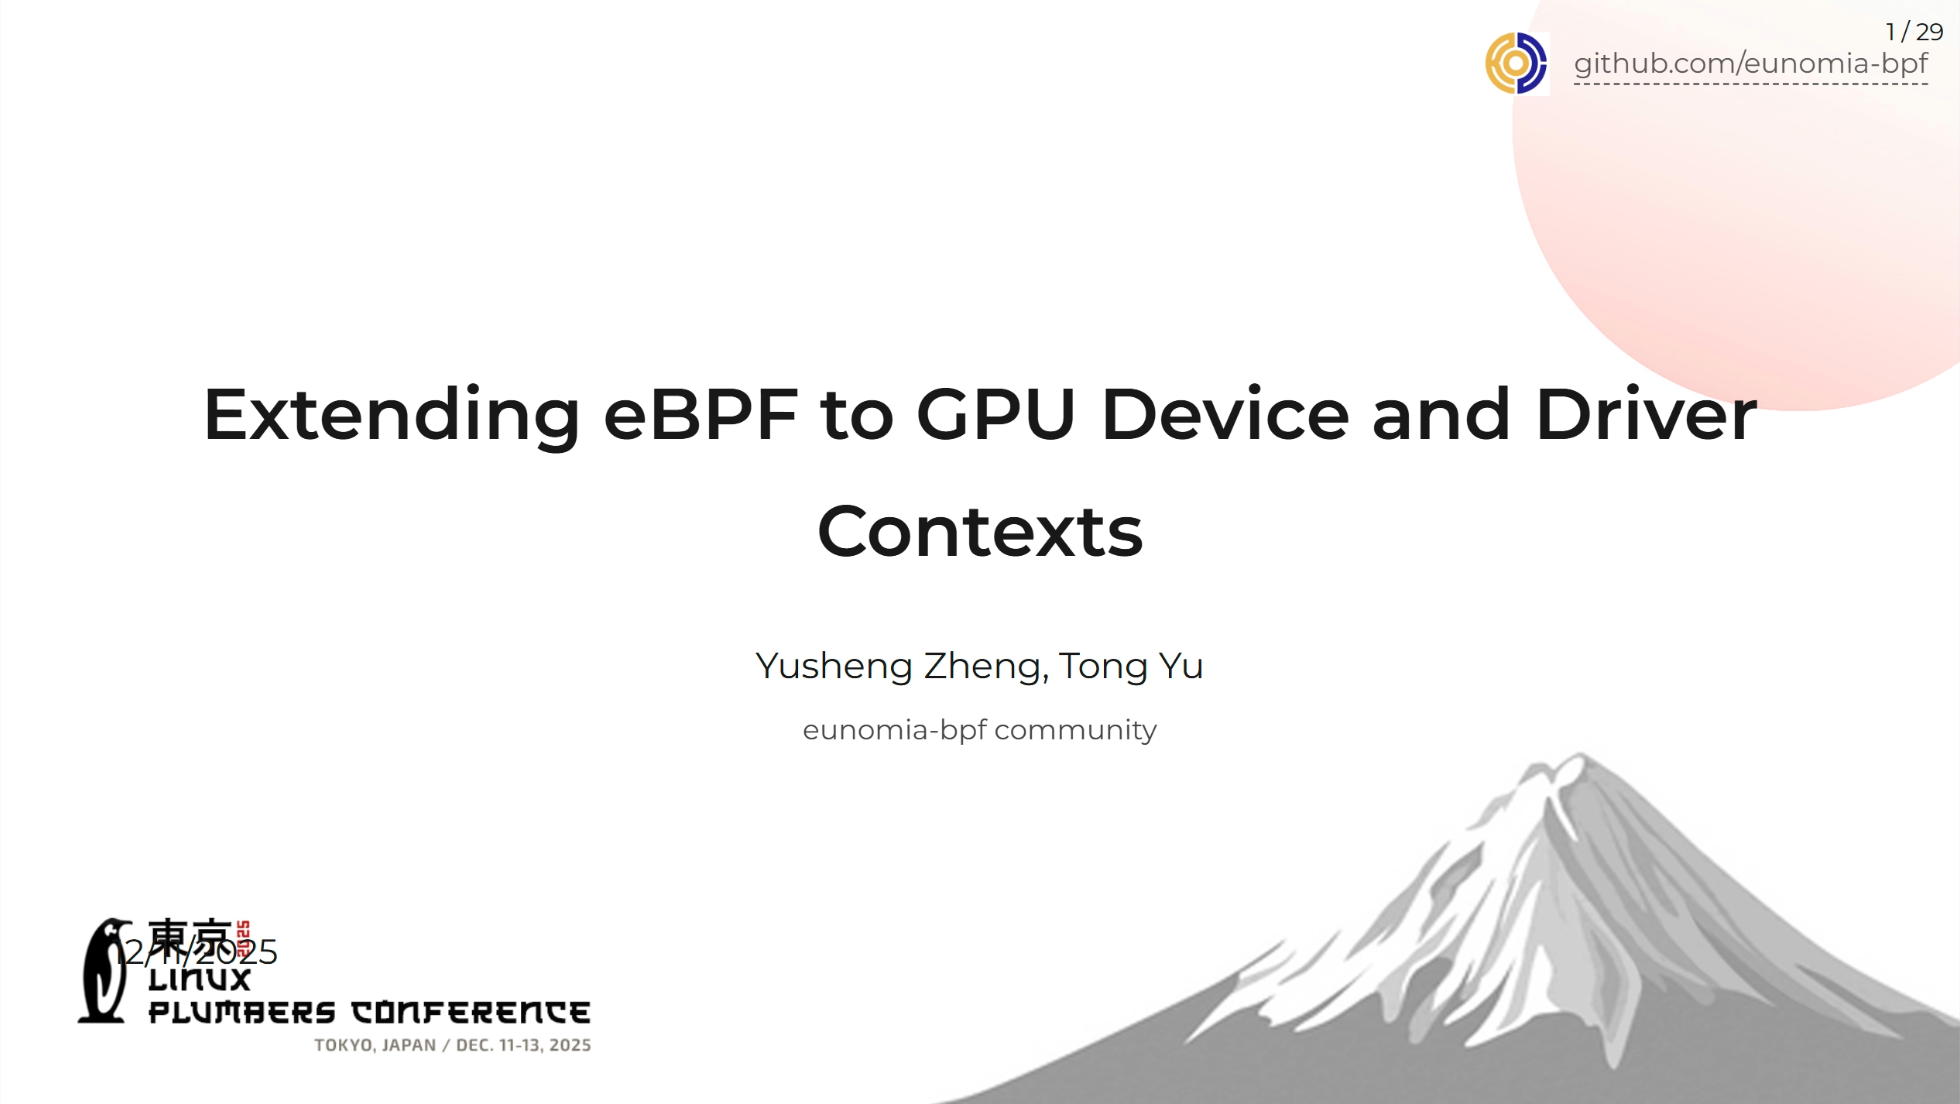 1 / 29
github.com/eunomia-bpf
Extending eBPF to GPU Device and Driver
Contexts
Yusheng Zheng, Tong Yu
eunomia-bpf community
東京 2025
12/11/2025
LINUX
PLUMBERS CONFERENCE
TOKYO, JAPAN / DEC. 11-13, 2025